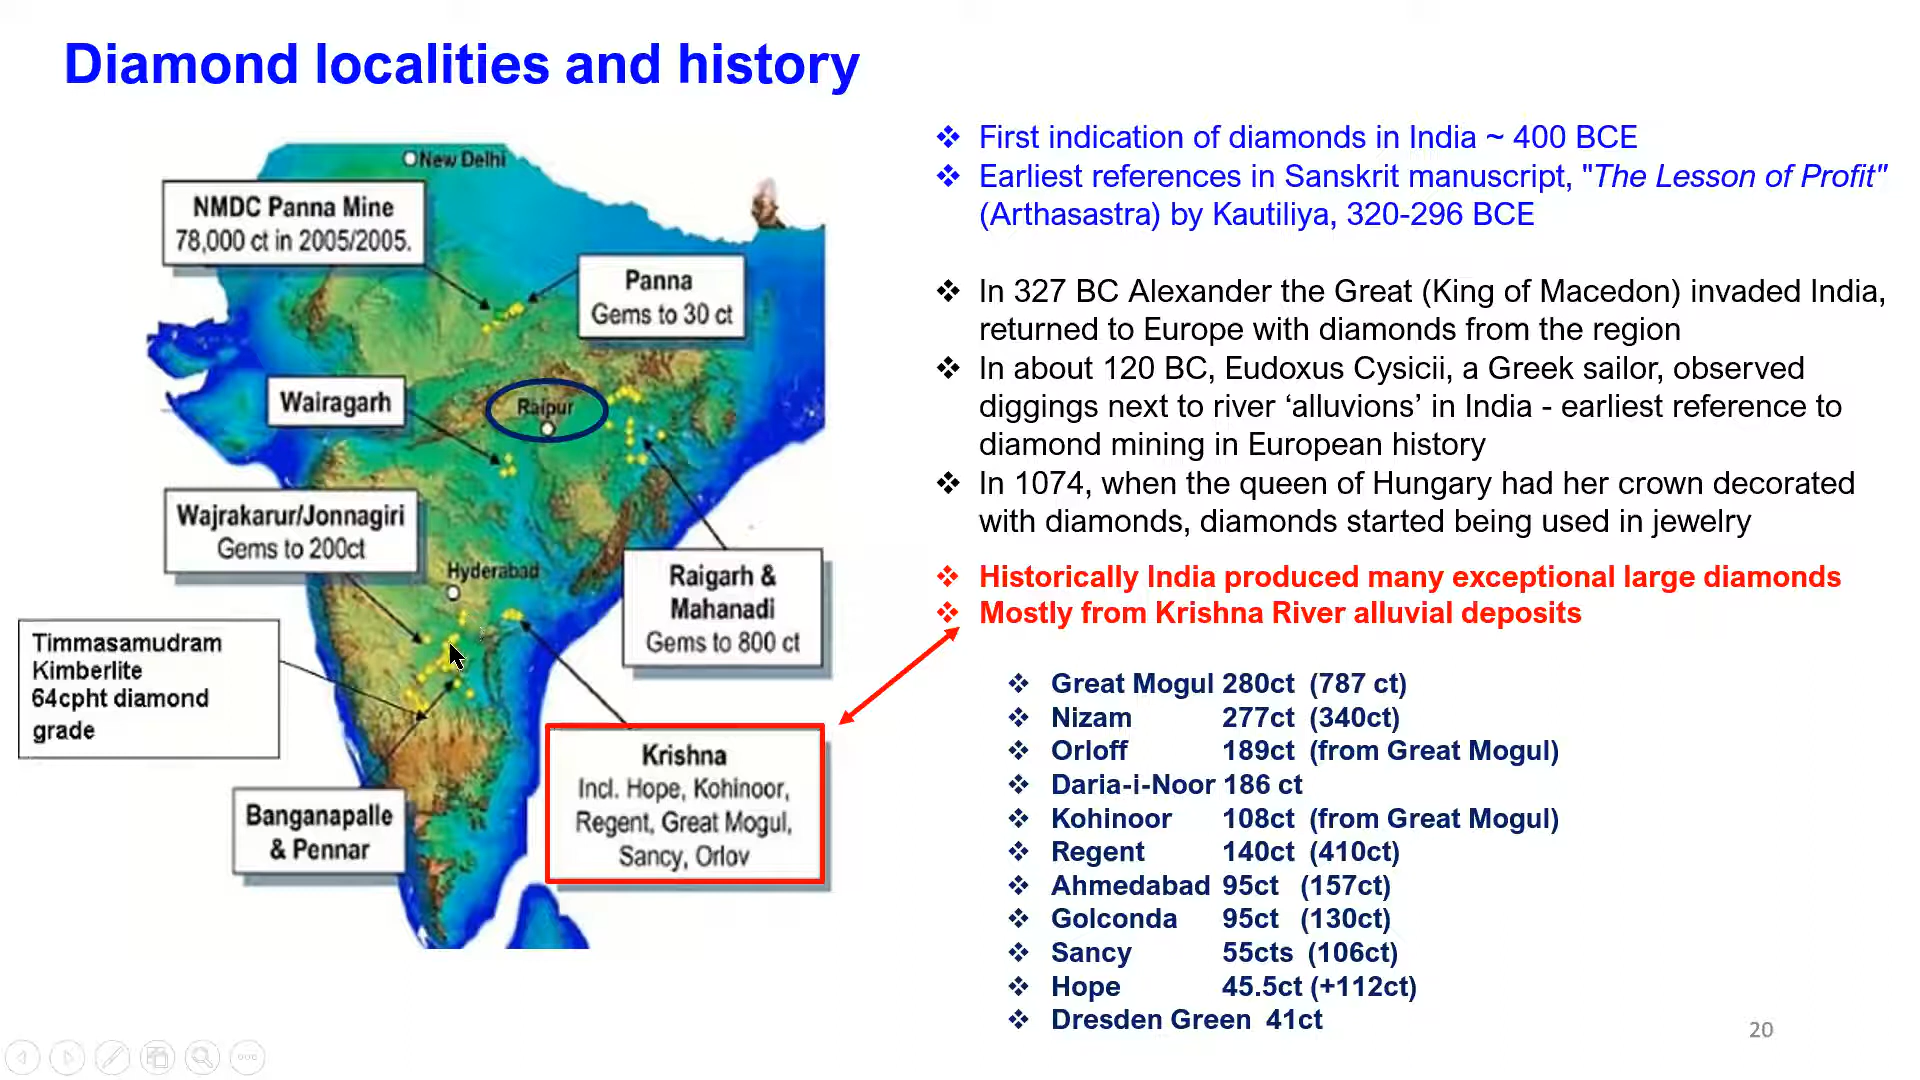 Diamond localities and history
New Delhi
NMDC Panna Mine
78,000 ct in 2005/2005.
Panna
Gems to 30 ct
Wairagarh
Raipur
Wajrakarur/Jonnagiri
Gems to 200ct
Hyderabad
Raigarh &
Mahanadi
Gems to 800 ct
Timmasamudram
Kimberlite
64cpht diamond
grade
Krishna
Incl. Hope, Kohinoor,
Regent, Great Mogul,
Sancy, Orlov
Banganapalle
& Pennar
❖ First indication of diamonds in India ~ 400 BCE
❖ Earliest references in Sanskrit manuscript, "The Lesson of Profit"
(Arthasastra) by Kautiliya, 320-296 BCE
❖ In 327 BC Alexander the Great (King of Macedon) invaded India,
returned to Europe with diamonds from the region
❖ In about 120 BC, Eudoxus Cysicii, a Greek sailor, observed
diggings next to river ‘alluvions’ in India - earliest reference to
diamond mining in European history
❖ In 1074, when the queen of Hungary had her crown decorated
with diamonds, diamonds started being used in jewelry
❖ Historically India produced many exceptional large diamonds
❖ Mostly from Krishna River alluvial deposits
❖ Great Mogul 280ct (787 ct)
❖ Nizam 277ct (340ct)
❖ Orloff 189ct (from Great Mogul)
❖ Daria-i-Noor 186 ct
❖ Kohinoor 108ct (from Great Mogul)
❖ Regent 140ct (410ct)
❖ Ahmedabad 95ct (157ct)
❖ Golconda 95ct (130ct)
❖ Sancy 55cts (106ct)
❖ Hope 45.5ct (+112ct)
❖ Dresden Green 41ct
20